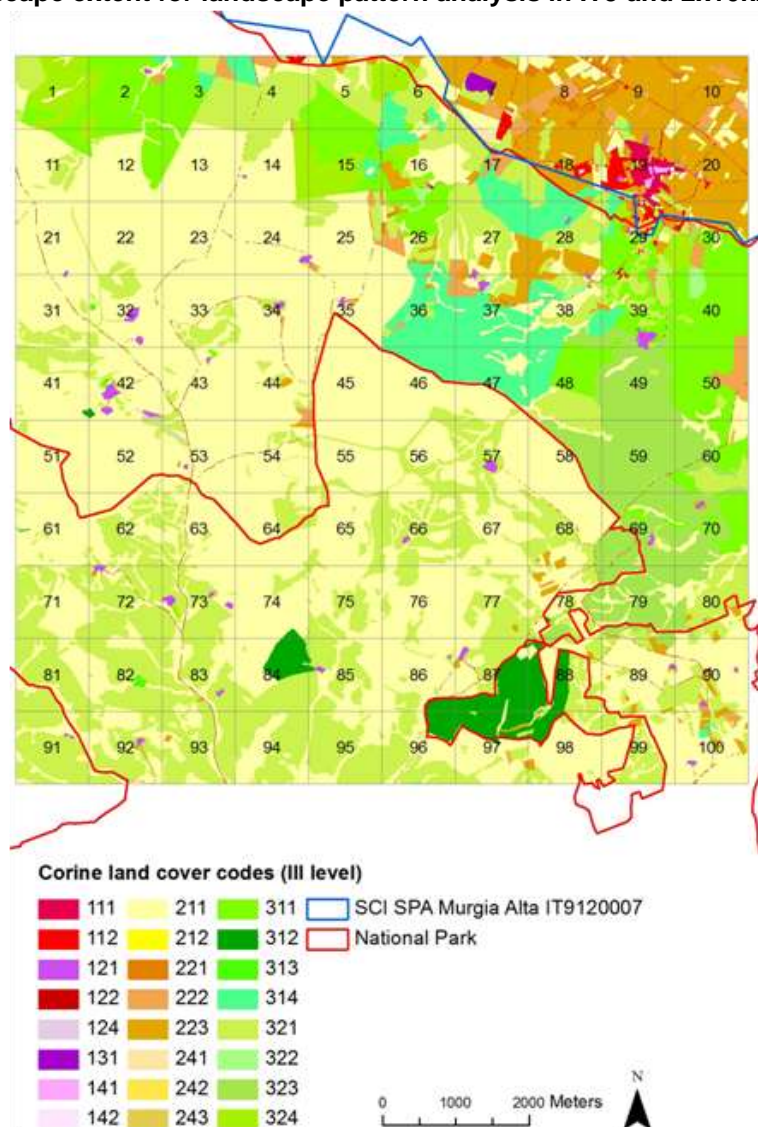 extent for landscape pattern analysis in and
1 2 3 4 5 6 8 9 10
11 12 13 14 15 16 17 18 19 20
21 22 23 24 25 26 27 28 29 30
31 32 33 34 35 36 37 38 39 40
41 42 43 44 45 46 47 48 49 50
51 52 53 54 55 56 57 58 59 60
61 62 63 64 65 66 67 68 69 70
71 72 73 74 75 76 77 78 79 80
81 82 83 84 85 86 87 88 89 90
91 92 93 94 95 96 97 98 99 100
Corine land cover codes (III level)
111 211 311 SCI SPA Murgia Alta IT9120007
112 212 312 National Park
121 221 313
122 222 314
124 223 321
131 241 322
141 242 323
142 243 324
N
0 1000 2000 Meters